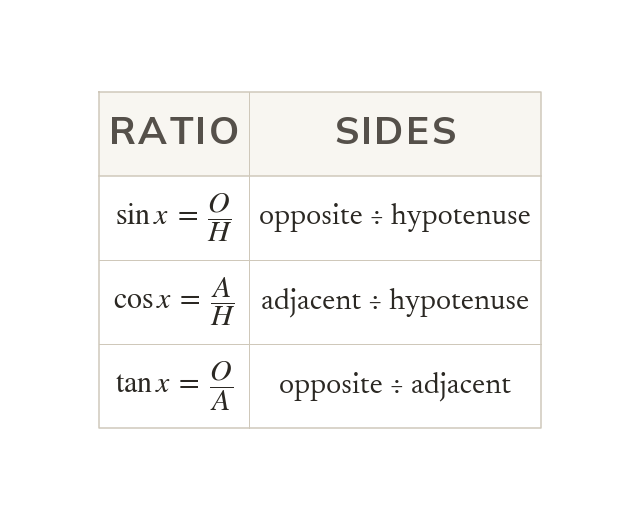 RATIO SIDES
sin x = O/H opposite ÷ hypotenuse
cos x = A/H adjacent ÷ hypotenuse
tan x = O/A opposite ÷ adjacent